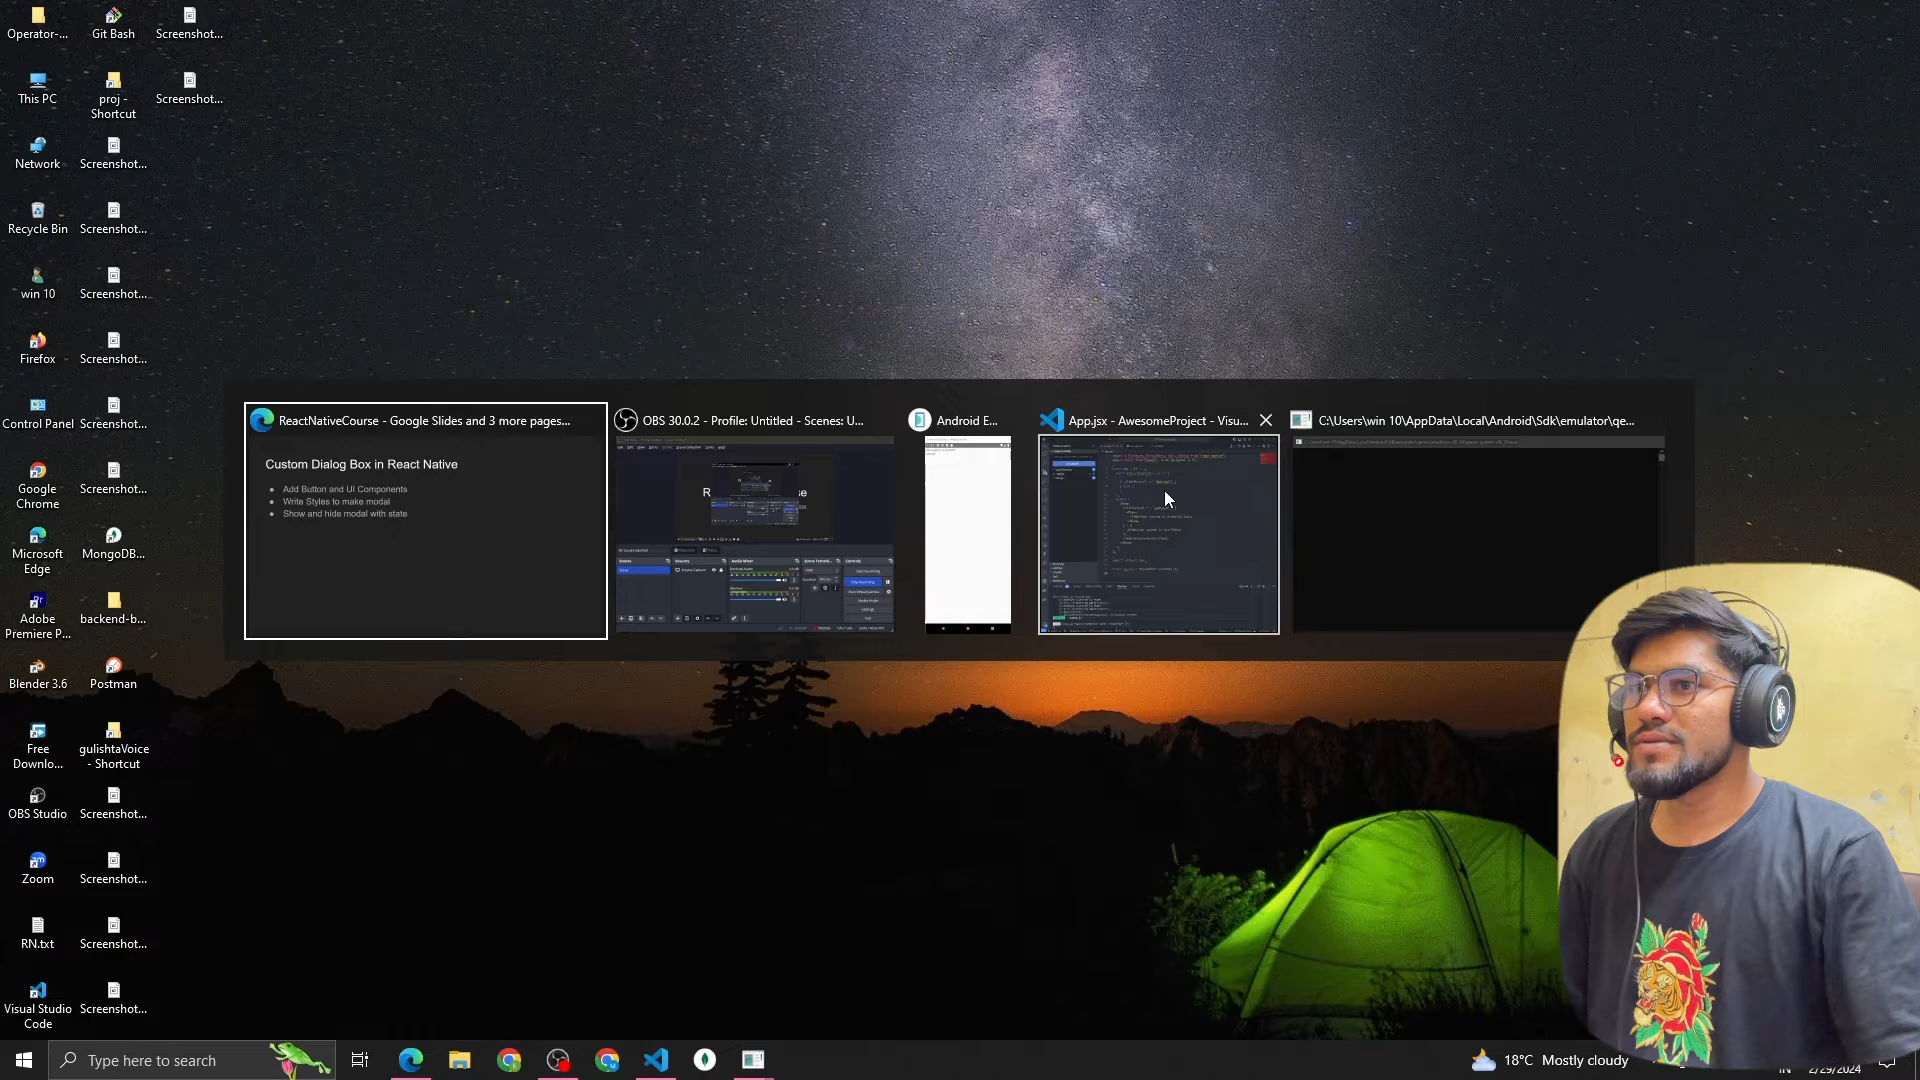 Operator-...
Git Bash
Screenshot...
This PC
proj -
Shortcut
Screenshot...
Network
Screenshot...
Recycle Bin
Screenshot...
win 10
Screenshot...
Firefox
Screenshot...
Control Panel
Screenshot...
Google
Chrome
Screenshot...
Microsoft
Edge
MongoDB...
Adobe
Premiere P...
backend-b...
Blender 3.6
Postman
Free
Downlo...
gulishtaVoice
- Shortcut
OBS Studio
Screenshot...
Zoom
Screenshot...
RN.txt
Screenshot...
Visual Studio
Code
Screenshot...
ReactNativeCourse - Google Slides and 3 more pages...
Custom Dialog Box in React Native
Add Button and UI Components
Write Styles to make modal
Show and hide modal with state
OBS 30.0.2 - Profile: Untitled - Scenes: U...
Android E...
App.jsx - AwesomeProject - Visu...
C:\Users\win 10\AppData\Local\Android\Sdk\emulator\qe...
Type here to search
18°C Mostly cloudy
2/29/2024